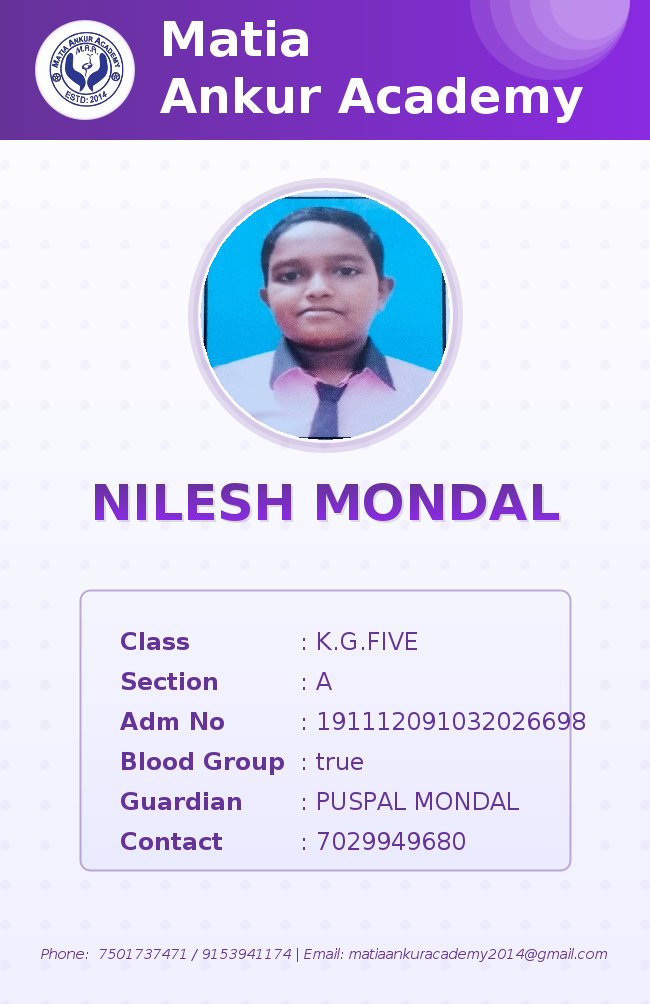 MATIA ANKUR ACADEMY
M.A.A.
ESTD: 2014
Matia
Ankur Academy
NILESH MONDAL
Class : K.G.FIVE
Section : A
Adm No : 191112091032026698
Blood Group : true
Guardian : PUSPAL MONDAL
Contact : 7029949680
Phone: 7501737471 / 9153941174 | Email: matiaankuracademy2014@gmail.com